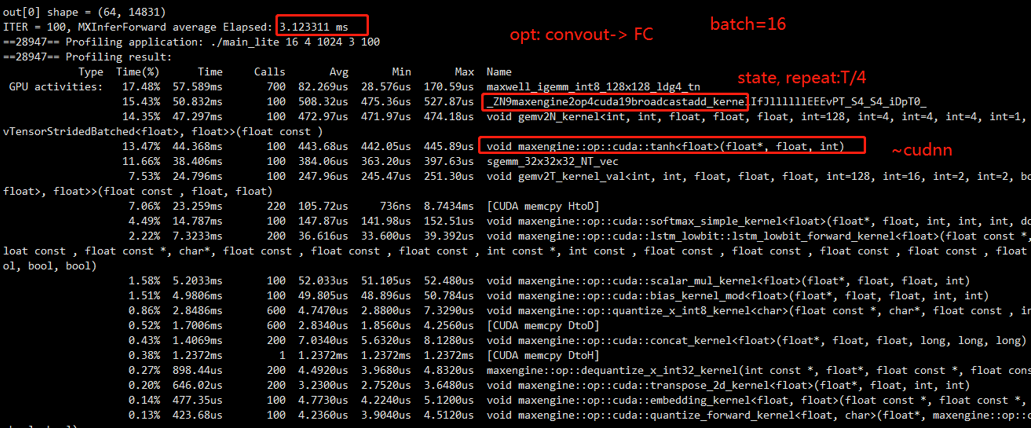 out[0] shape = (64, 14831)
ITER = 100, MXInferForward average Elapsed: 3.123311 ms
batch=16
opt: convout-> FC
==28947== Profiling application: ./main_lite 16 4 1024 3 100
==28947== Profiling result:
Type Time(%) Time Calls Avg Min Max Name
GPU activities: 17.48% 57.589ms 700 82.269us 28.576us 170.59us maxwell_igemm_int8_128x128_ldg4_tn
state, repeat:T/4
15.43% 50.832ms 100 508.32us 475.36us 527.87us _ZN9maxengine2op4cuda19broadcastadd_kernelIfJllllllEEEvPT_S4_S4_iDpT0_
14.35% 47.297ms 100 472.97us 471.97us 474.18us void gemv2N_kernel<int, int, float, float, float, int=128, int=4, int=4, int=4, int=1,
vTensorStridedBatched<float>, float>>(float const )
13.47% 44.368ms 100 443.68us 442.05us 445.89us void maxengine::op::cuda::tanh<float>(float*, float, int)
~cudnn
11.66% 38.406ms 100 384.06us 363.20us 397.63us sgemm_32x32x32_NT_vec
7.53% 24.796ms 100 247.96us 245.47us 251.30us void gemv2T_kernel_val<int, int, float, float, float, int=128, int=16, int=2, int=2, bo
float>, float>>(float const , float, float)
7.06% 23.259ms 220 105.72us 736ns 8.7434ms [CUDA memcpy HtoD]
4.49% 14.787ms 100 147.87us 141.98us 152.51us void maxengine::op::cuda::softmax_simple_kernel<float>(float*, float, int, int, int, do
2.22% 7.3233ms 200 36.616us 33.600us 39.392us void maxengine::op::cuda::lstm_lowbit::lstm_lowbit_forward_kernel<float>(float const *,
loat const , float const *, char*, float const , float const , float const , float const , int const *, int const , float const , float const , float const , float const , float
ol, bool, bool)
1.58% 5.2033ms 100 52.033us 51.105us 52.480us void maxengine::op::cuda::scalar_mul_kernel<float>(float*, float, float, int)
1.51% 4.9806ms 100 49.805us 48.896us 50.784us void maxengine::op::cuda::bias_kernel_mod<float>(float*, float, float, int, int)
0.86% 2.8486ms 600 4.7470us 2.8800us 7.3290us void maxengine::op::quantize_x_int8_kernel<char>(float const *, char*, float const , in
0.52% 1.7006ms 600 2.8340us 1.8560us 4.2560us [CUDA memcpy DtoD]
0.43% 1.4069ms 200 7.0340us 5.6320us 8.1280us void maxengine::op::cuda::concat_kernel<float>(float*, float, float, long, long, long)
0.38% 1.2372ms 1 1.2372ms 1.2372ms 1.2372ms [CUDA memcpy DtoH]
0.27% 898.44us 200 4.4920us 3.9680us 4.8320us maxengine::op::dequantize_x_int32_kernel(int const *, float*, float const *, float cons
0.20% 646.02us 200 3.2300us 2.7520us 3.6480us void maxengine::op::cuda::transpose_2d_kernel<float>(float*, float, int, int)
0.14% 477.35us 100 4.7730us 4.2240us 5.1200us void maxengine::op::cuda::embedding_kernel<float, float>(float const *, float const *,
0.13% 423.68us 100 4.2360us 3.9040us 4.5120us void maxengine::op::cuda::quantize_forward_kernel<float, char>(float*, maxengine::op::c